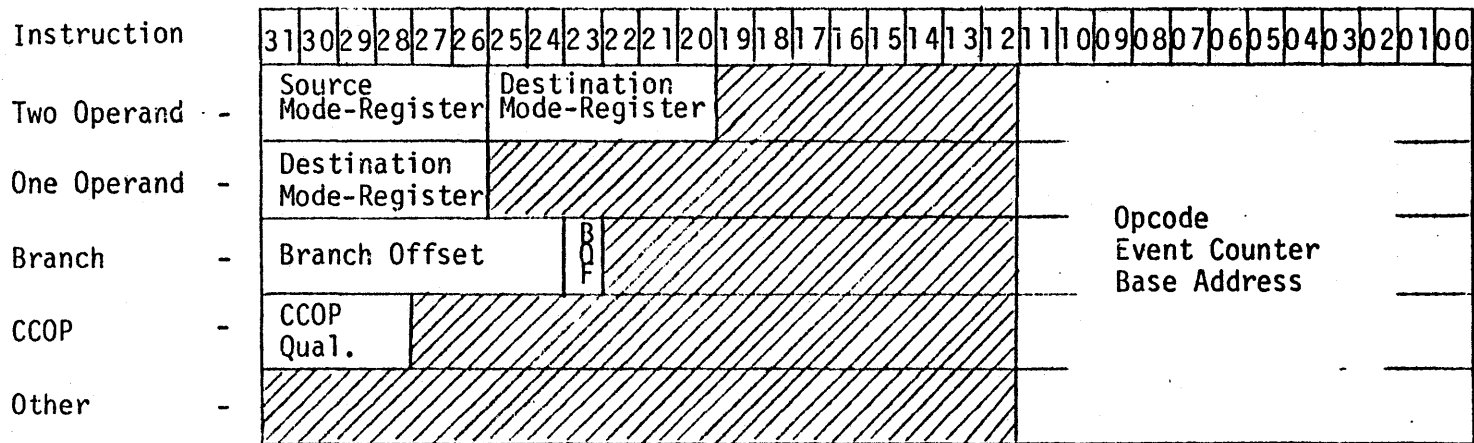 Instruction
31 30 29 28 27 26 25 24 23 22 21 20 19 18 17 16 15 14 13 12 11 10 09 08 07 06 05 04 03 02 01 00
Two Operand -
Source
Mode-Register
Destination
Mode-Register
One Operand -
Destination
Mode-Register
Branch -
Branch Offset
BOF
CCOP -
CCOP
Qual.
Other -
Opcode
Event Counter
Base Address